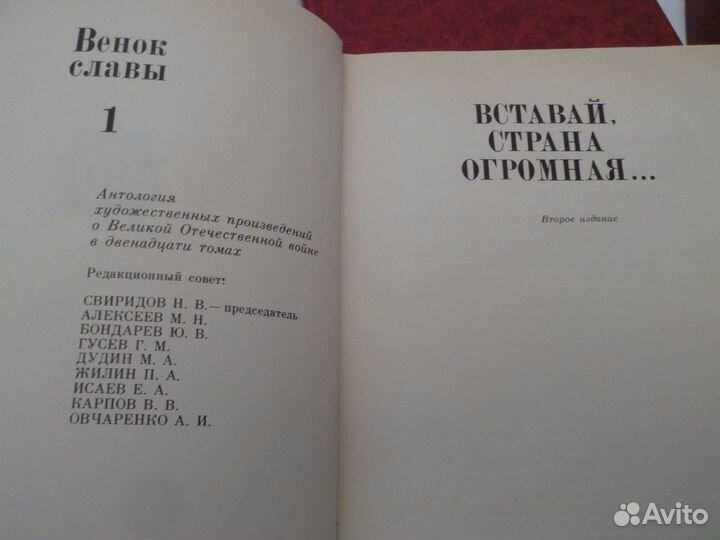 Венок
славы
1
Антология
художественных произведений
о Великой Отечественной войне
в двенадцати томах
Редакционный совет:
СВИРИДОВ Н. В. — председатель
АЛЕКСЕЕВ М. Н.
БОНДАРЕВ Ю. В.
ГУСЕВ Г. М.
ДУДИН М. А.
ЖИЛИН П. А.
ИСАЕВ Е. А.
КАРПОВ В. В.
ОВЧАРЕНКО А. И.
ВСТАВАЙ,
СТРАНА
ОГРОМНАЯ...
Второе издание
Avito